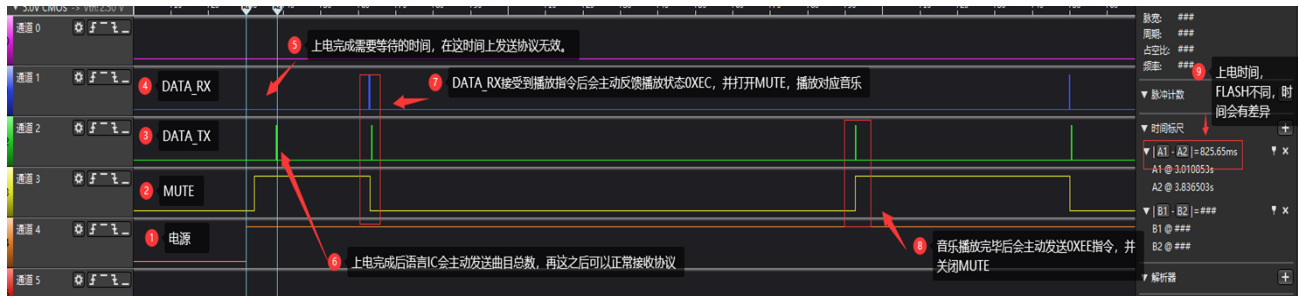 5.0V CMOS -> Vth:2.50 V
脉宽: ###
周期: ###
占空比: ###
频率: ###
通道 0
5 上电完成需要等待的时间，在这时间上发送协议无效。
9 上电时间，
FLASH不同，时
间会有差异
通道 1
4 DATA_RX
7 DATA_RX接受到播放指令后会主动反馈播放状态0XEC，并打开MUTE，播放对应音乐
▼ 脉冲计数
通道 2
3 DATA_TX
▼ 时间标尺 +
▼ | A1 - A2 |=825.65ms
A1 @ 3.010853s
A2 @ 3.836503s
通道 3
2 MUTE
▼ | B1 - B2 |=###
B1 @ ###
B2 @ ###
通道 4
1 电源
6 上电完成后语言IC会主动发送曲目总数，再这之后可以正常接收协议
8 音乐播放完毕后会主动发送0XEE指令，并
关闭MUTE
通道 5
▼ 解析器 +